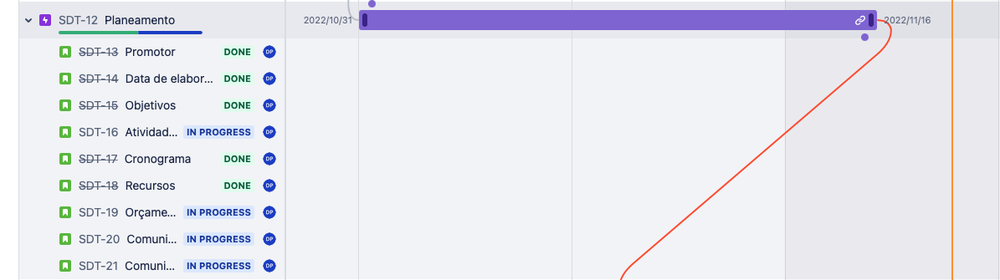 SDT-12 Planeamento 2022/10/31 2022/11/16
SDT-13 Promotor DONE DP
SDT-14 Data de elabor... DONE DP
SDT-15 Objetivos DONE DP
SDT-16 Atividad... IN PROGRESS DP
SDT-17 Cronograma DONE DP
SDT-18 Recursos DONE DP
SDT-19 Orçame... IN PROGRESS DP
SDT-20 Comuni... IN PROGRESS DP
SDT-21 Comuni... IN PROGRESS DP